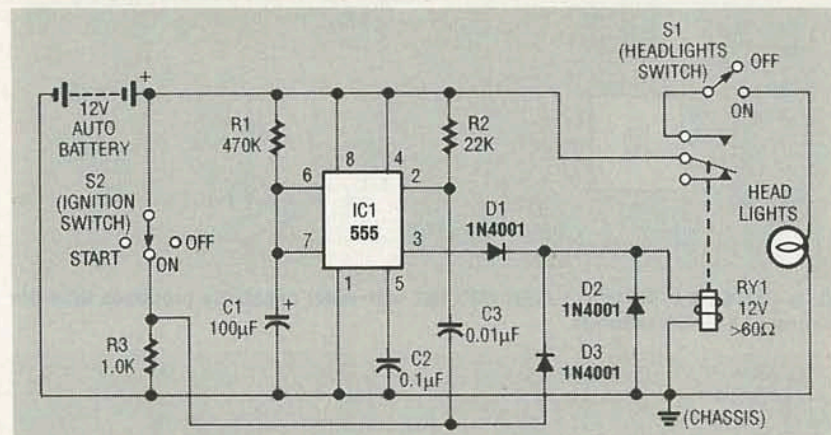 S1
(HEADLIGHTS
SWITCH)
OFF
ON
+
12V
AUTO
BATTERY
R1
470K
R2
22K
8
4
S2
(IGNITION
SWITCH)
6
2
HEAD
LIGHTS
IC1
555
D1
1N4001
7
3
OFF
START
ON
1
5
D2
1N4001
RY1
12V
>60Ω
C1
100µF
+
C3
0.01µF
R3
1.0K
C2
0.1µF
D3
1N4001
(CHASSIS)